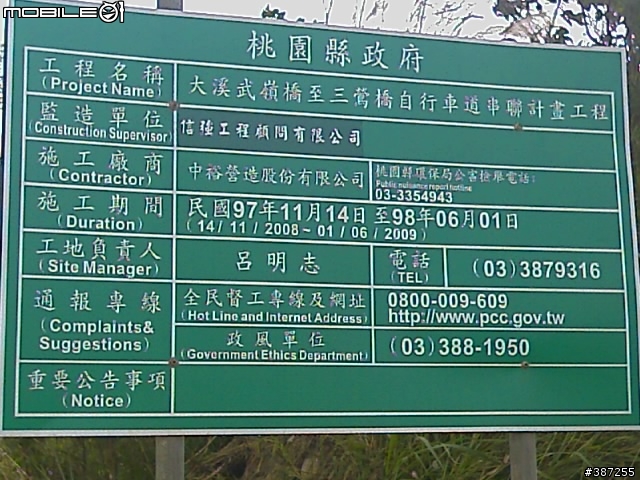 MOBILE01
桃園縣政府
工程名稱
(Project Name)
大溪武嶺橋至三鶯橋自行車道串聯計畫工程
監造單位
(Construction Supervisor)
信強工程顧問有限公司
施工廠商
(Contractor)
中裕營造股份有限公司
桃園縣環保局公害檢舉電話:
Public nuisance report hotline
03-3354943
施工期間
(Duration)
民國97年11月14日至98年06月01日
(14/11/2008~01/06/2009)
工地負責人
(Site Manager)
呂明志
電話
(TEL)
(03)3879316
通報專線
(Complaints&
Suggestions)
全民督工專線及網址
(Hot Line and Internet Address)
0800-009-609
http://www.pcc.gov.tw
政風單位
(Government Ethics Department)
(03)388-1950
重要公告事項
(Notice)
#387255